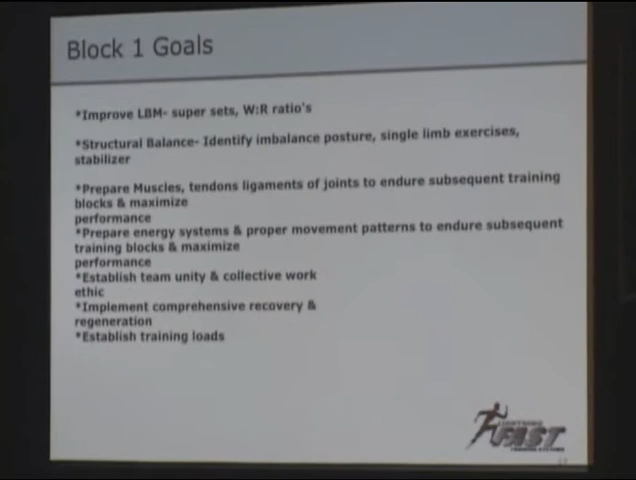 Block 1 Goals
*Improve LBM- super sets, W:R ratio's
*Structural Balance- Identify imbalance posture, single limb exercises,
stabilizer
*Prepare Muscles, tendons ligaments of joints to endure subsequent training
blocks & maximize
performance
*Prepare energy systems & proper movement patterns to endure subsequent
training blocks & maximize
performance
*Establish team unity & collective work
ethic
*Implement comprehensive recovery &
regeneration
*Establish training loads
LIGHTNING
FAST
TRAINING SYSTEMS